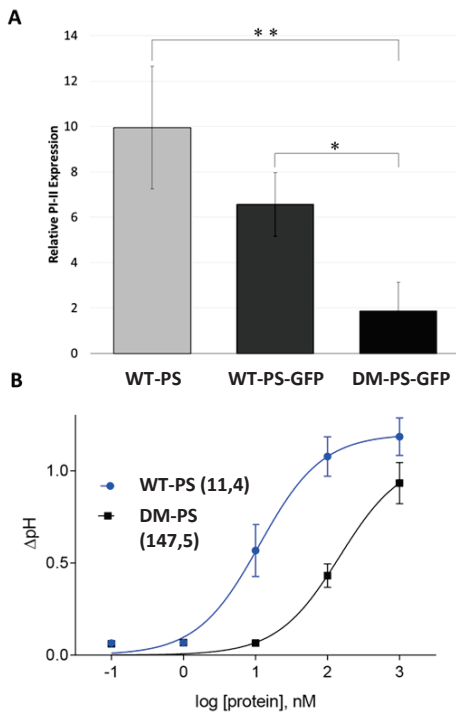 A
* *
*
14
12
10
8
6
4
2
0
Relative PI-II Expression
WT-PS
WT-PS-GFP
DM-PS-GFP
B
WT-PS (11,4)
DM-PS
(147,5)
1.0
0.5
0.0
ΔpH
-1
0
1
2
3
log [protein], nM